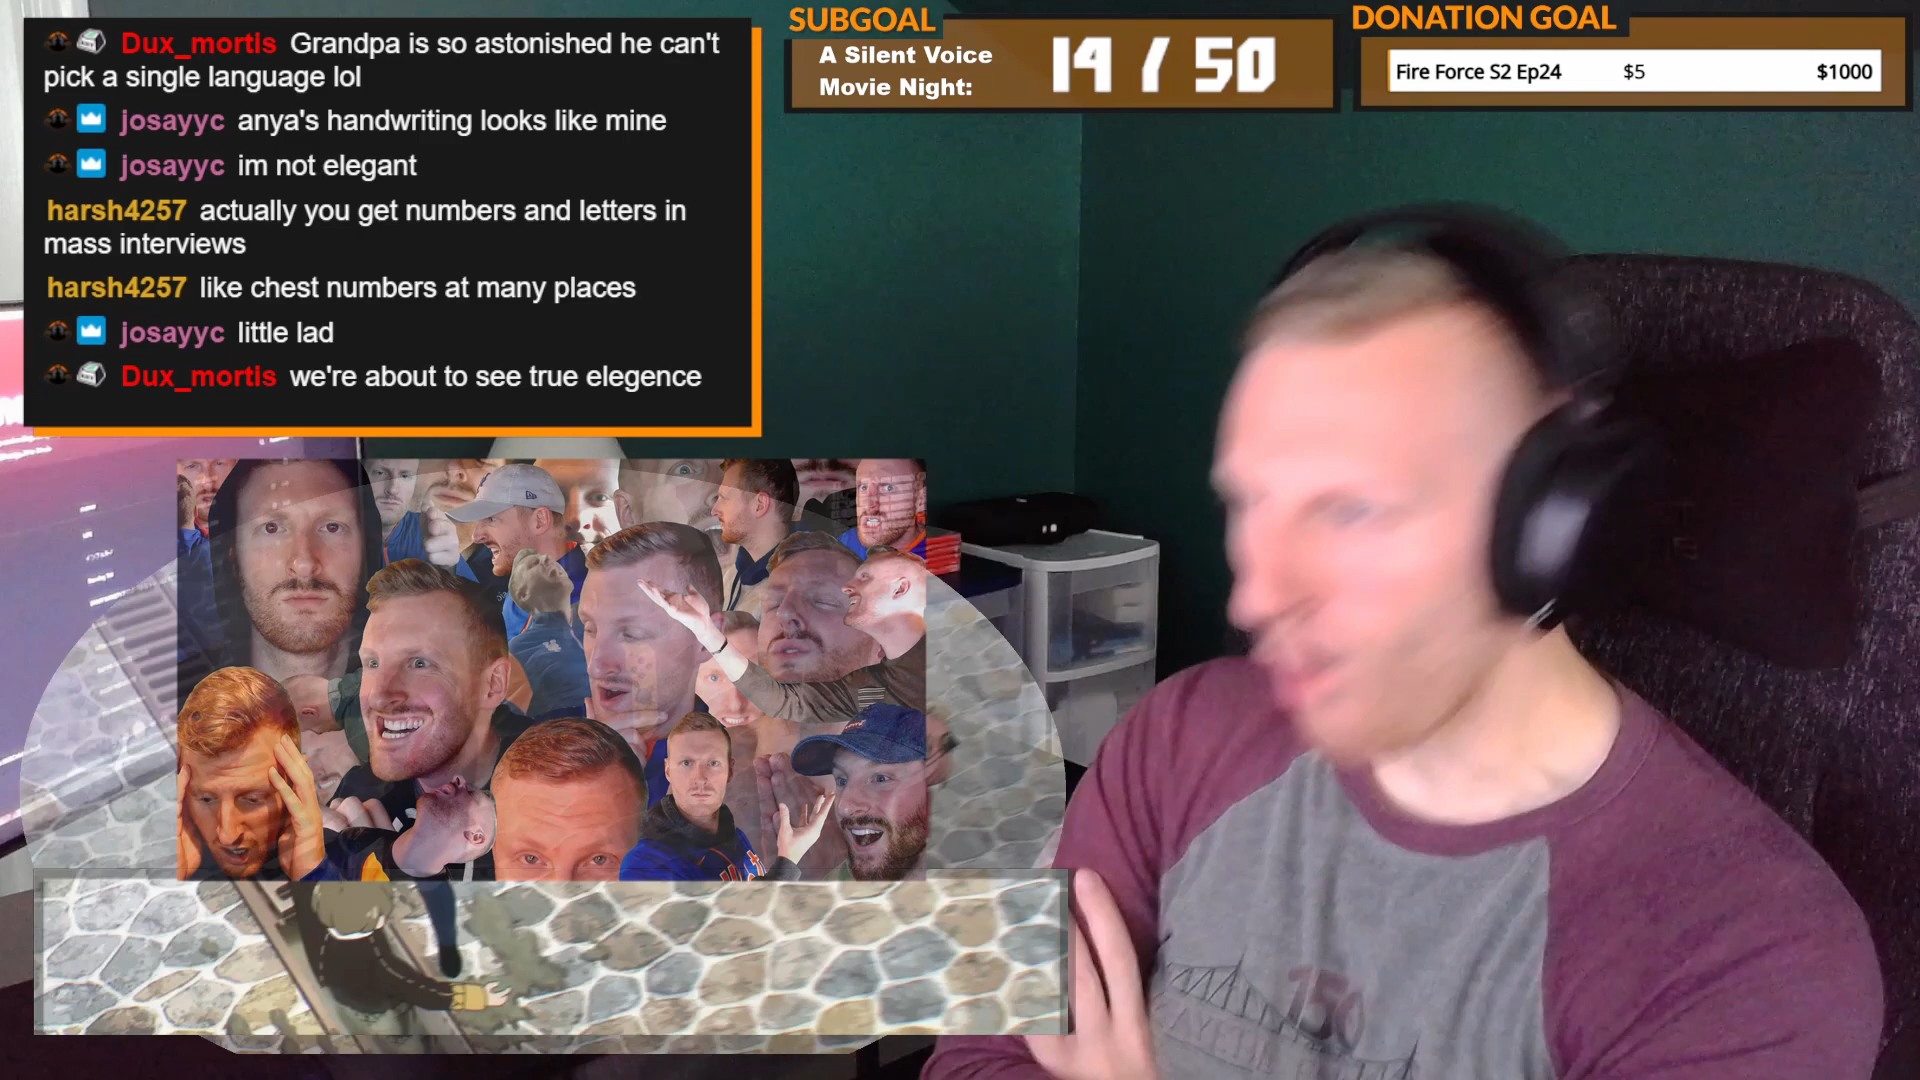 Dux_mortis Grandpa is so astonished he can't
pick a single language lol
josayyc anya's handwriting looks like mine
josayyc im not elegant
harsh4257 actually you get numbers and letters in
mass interviews
harsh4257 like chest numbers at many places
josayyc little lad
Dux_mortis we're about to see true elegence
SUBGOAL
A Silent Voice
Movie Night:
14 / 50
DONATION GOAL
Fire Force S2 Ep24 $5 $1000
150